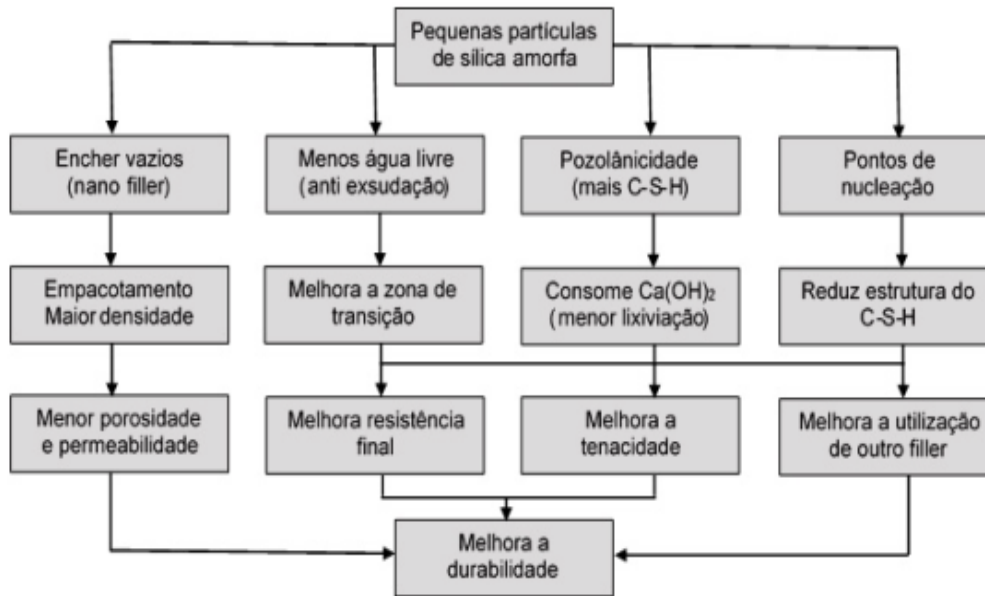 Pequenas partículas
de sílica amorfa
Encher vazios
(nano filler)
Menos água livre
(anti exsudação)
Pozolânicidade
(mais C-S-H)
Pontos de
nucleação
Empacotamento
Maior densidade
Melhora a zona de
transição
Consome Ca(OH)₂
(menor lixiviação)
Reduz estrutura do
C-S-H
Menor porosidade
e permeabilidade
Melhora resistência
final
Melhora a
tenacidade
Melhora a utilização
de outro filler
Melhora a
durabilidade